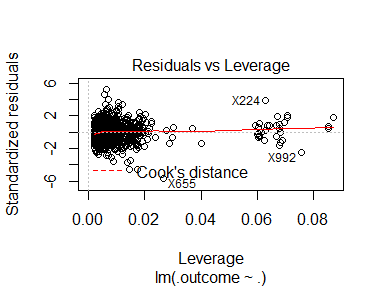 Residuals vs Leverage
Standardized residuals
6
2
-2
-6
X224
X992
Cook's distance
X655
0.00 0.02 0.04 0.06 0.08
Leverage
lm(.outcome ~ .)